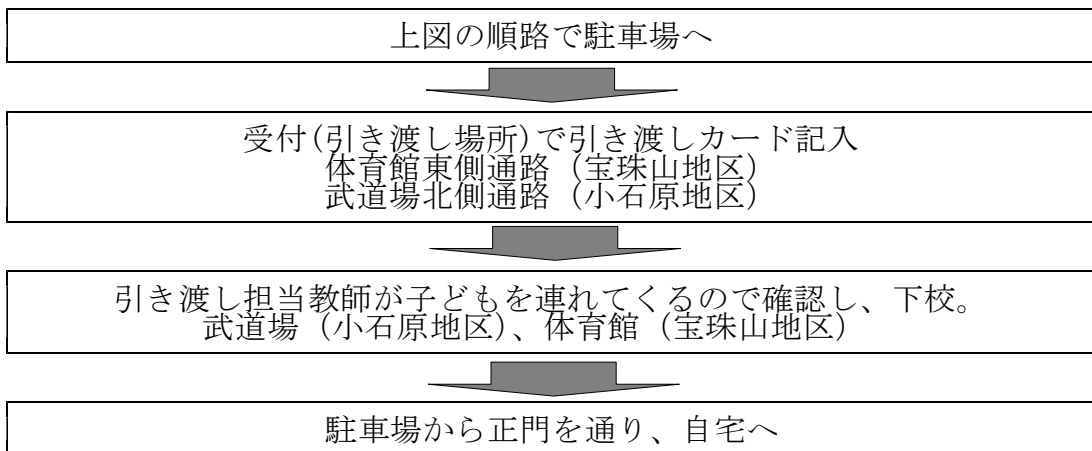 上図の順路で駐車場へ
受付(引き渡し場所)で引き渡しカード記入
体育館東側通路（宝珠山地区）
武道場北側通路（小石原地区）
引き渡し担当教師が子どもを連れてくるので確認し、下校。
武道場（小石原地区）、体育館（宝珠山地区）
駐車場から正門を通り、自宅へ